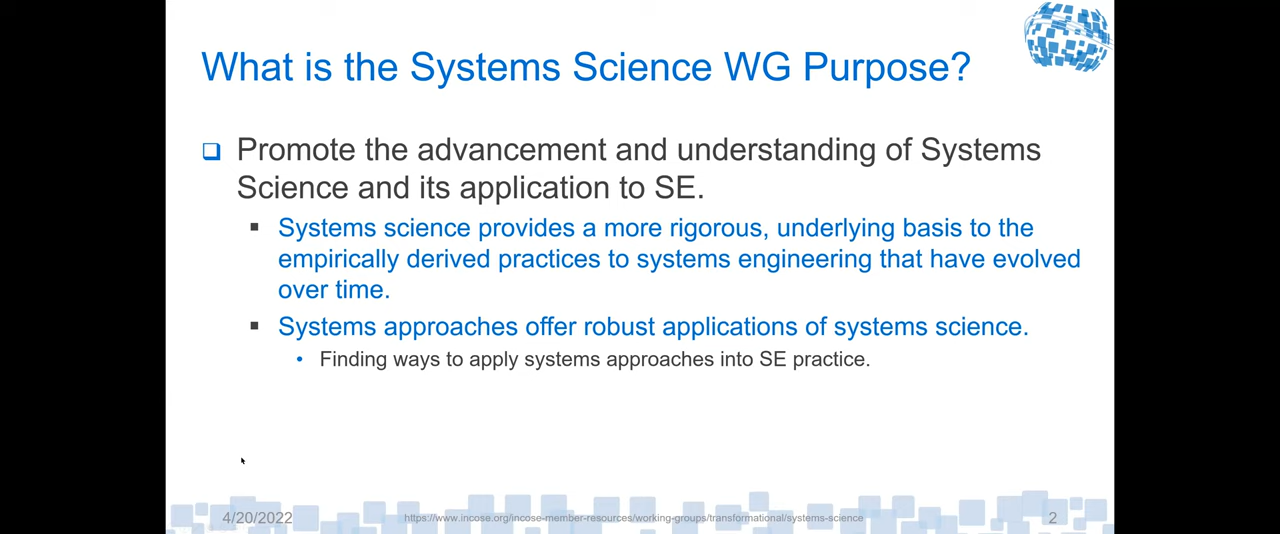 What is the Systems Science WG Purpose?
Promote the advancement and understanding of Systems
Science and its application to SE.
Systems science provides a more rigorous, underlying basis to the
empirically derived practices to systems engineering that have evolved
over time.
Systems approaches offer robust applications of systems science.
Finding ways to apply systems approaches into SE practice.
4/20/2022
https://www.incose.org/incose-member-resources/working-groups/transformational/systems-science
2